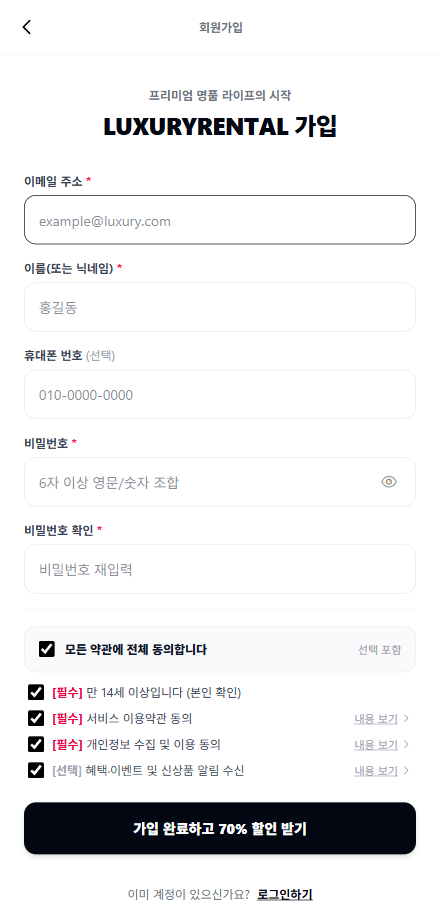 회원가입
프리미엄 명품 라이프의 시작
LUXURYRENTAL 가입
이메일 주소 *
example@luxury.com
이름(또는 닉네임) *
홍길동
휴대폰 번호 (선택)
010-0000-0000
비밀번호 *
6자 이상 영문/숫자 조합
비밀번호 확인 *
비밀번호 재입력
모든 약관에 전체 동의합니다 선택 포함
[필수] 만 14세 이상입니다 (본인 확인)
[필수] 서비스 이용약관 동의 내용 보기
[필수] 개인정보 수집 및 이용 동의 내용 보기
[선택] 혜택·이벤트 및 신상품 알림 수신 내용 보기
가입 완료하고 70% 할인 받기
이미 계정이 있으신가요? 로그인하기